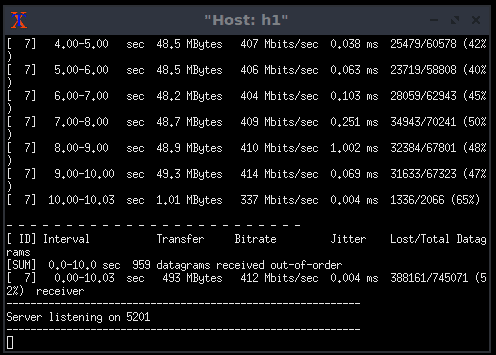 "Host: h1"
[  7]   4.00-5.00   sec  48.5 MBytes   407 Mbits/sec  0.038 ms  25479/60578 (42%
)
[  7]   5.00-6.00   sec  48.5 MBytes   406 Mbits/sec  0.063 ms  23719/58808 (40%
)
[  7]   6.00-7.00   sec  48.2 MBytes   404 Mbits/sec  0.103 ms  28059/62943 (45%
)
[  7]   7.00-8.00   sec  48.7 MBytes   409 Mbits/sec  0.251 ms  34943/70241 (50%
)
[  7]   8.00-9.00   sec  48.9 MBytes   410 Mbits/sec  1.002 ms  32384/67801 (48%
)
[  7]   9.00-10.00  sec  49.3 MBytes   414 Mbits/sec  0.069 ms  31633/67323 (47%
)
[  7]  10.00-10.03  sec  1.01 MBytes   337 Mbits/sec  0.004 ms  1336/2066 (65%)
- - - - - - - - - - - - - - - - - - - - - - - - -
[ ID] Interval           Transfer     Bitrate         Jitter    Lost/Total Datag
rams
[SUM]  0.0-10.0 sec  959 datagrams received out-of-order
[  7]   0.00-10.03  sec   493 MBytes   412 Mbits/sec  0.004 ms  388161/745071 (5
2%)  receiver
-----------------------------------------------------------
Server listening on 5201
-----------------------------------------------------------